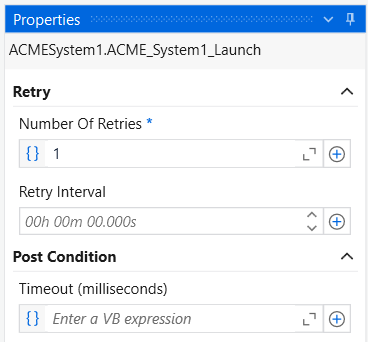 Properties
ACMESystem1.ACME_System1_Launch
Retry
Number Of Retries *
{ } 1
Retry Interval
00h 00m 00.000s
Post Condition
Timeout (milliseconds)
{ } Enter a VB expression